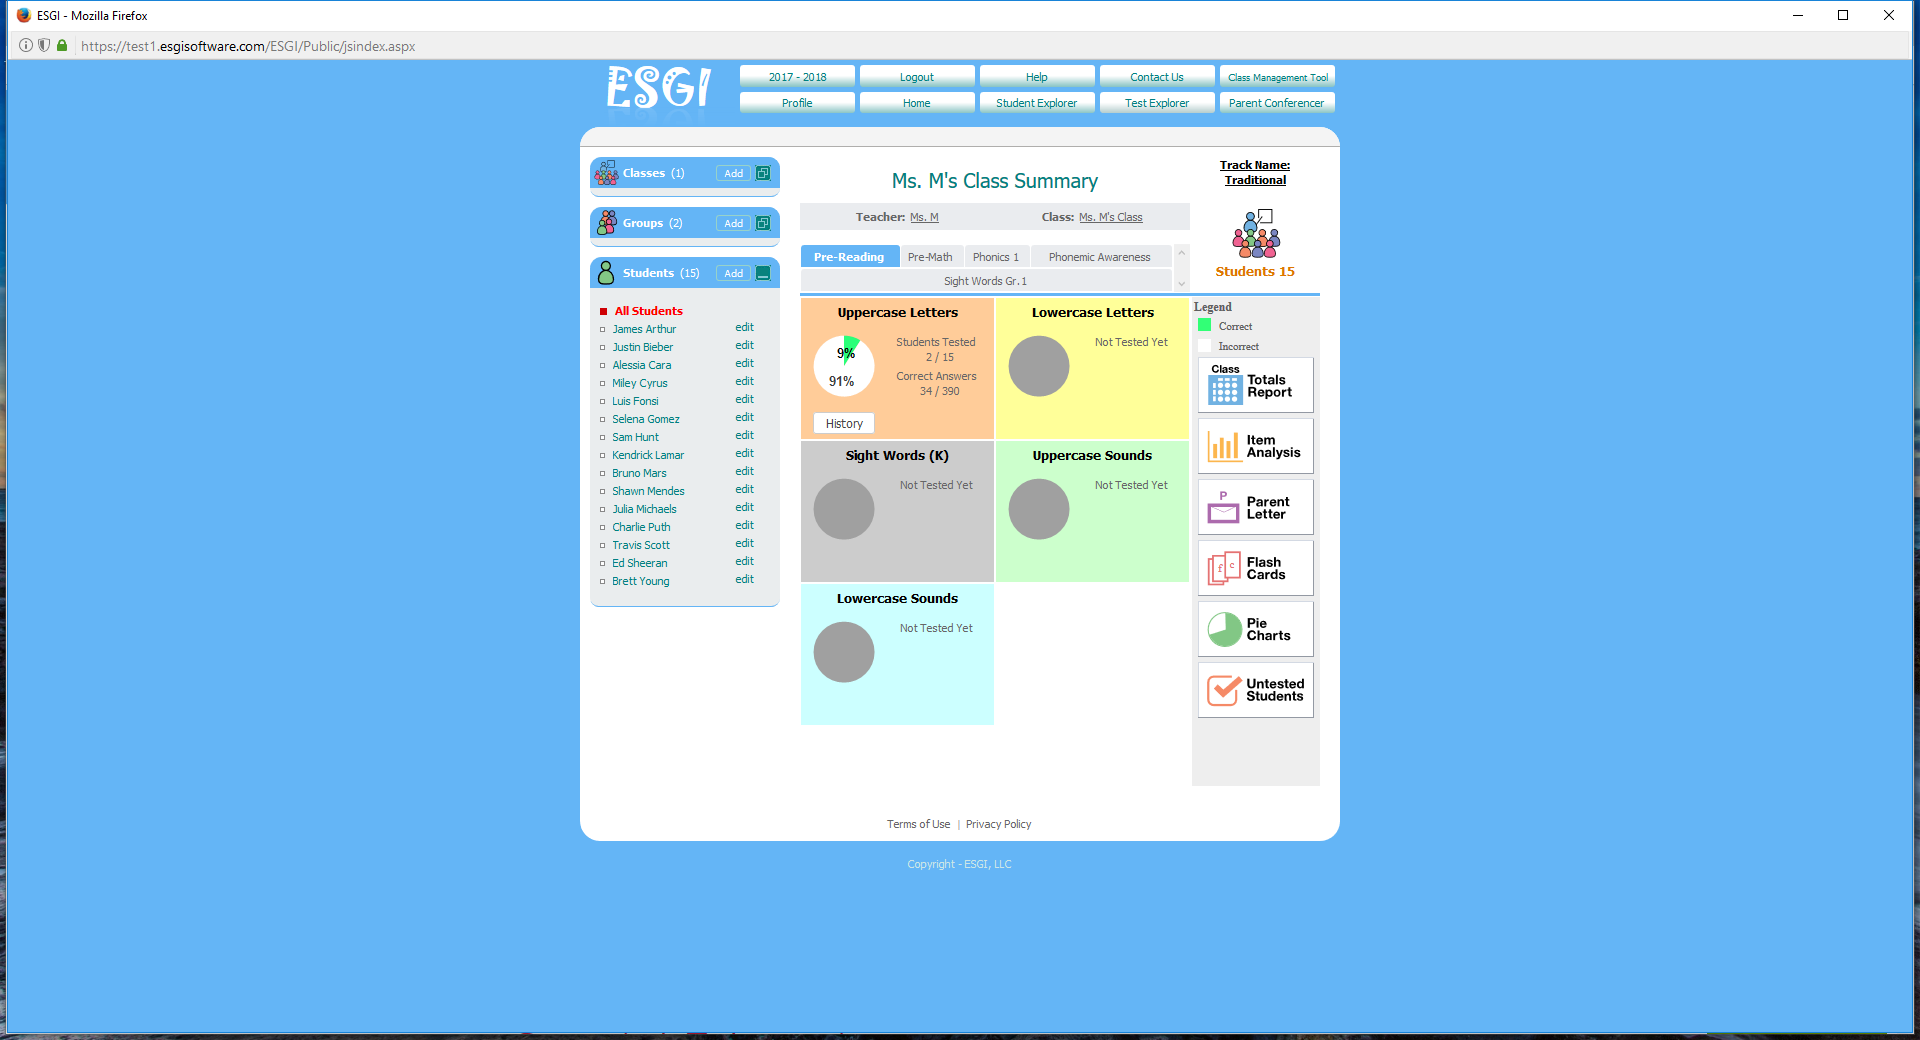 ESGI - Mozilla Firefox
https://test1.esgisoftware.com/ESGI/Public/jsindex.aspx
ESGI
2017 - 2018
Logout
Help
Contact Us
Class Management Tool
Profile
Home
Student Explorer
Test Explorer
Parent Conferencer
Classes (1)
Add
Groups (2)
Add
Students (15)
Add
All Students
James Arthur edit
Justin Bieber edit
Alessia Cara edit
Miley Cyrus edit
Luis Fonsi edit
Selena Gomez edit
Sam Hunt edit
Kendrick Lamar edit
Bruno Mars edit
Shawn Mendes edit
Julia Michaels edit
Charlie Puth edit
Travis Scott edit
Ed Sheeran edit
Brett Young edit
Ms. M's Class Summary
Teacher: Ms. M
Class: Ms. M's Class
Pre-Reading
Pre-Math
Phonics 1
Phonemic Awareness
Sight Words Gr.1
Uppercase Letters
9%
91%
Students Tested
2 / 15
Correct Answers
34 / 390
History
Lowercase Letters
Not Tested Yet
Sight Words (K)
Not Tested Yet
Uppercase Sounds
Not Tested Yet
Lowercase Sounds
Not Tested Yet
Track Name:
Traditional
Students 15
Legend
Correct
Incorrect
Class
Totals
Report
Item
Analysis
P
Parent
Letter
f c
Flash
Cards
Pie
Charts
Untested
Students
Terms of Use | Privacy Policy
Copyright - ESGI, LLC